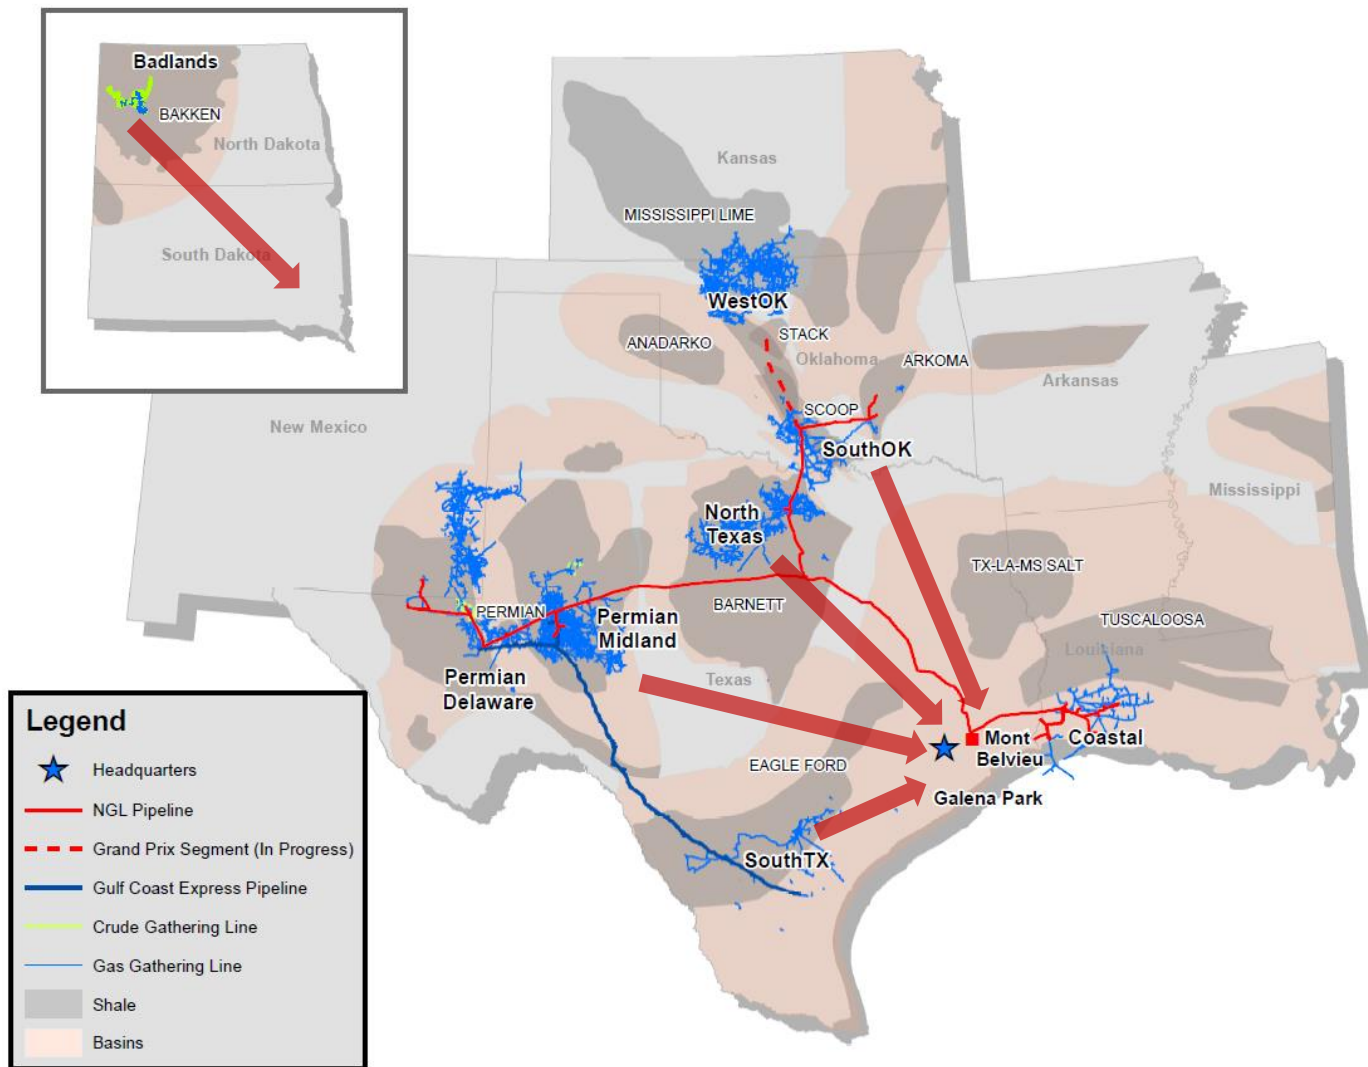 Badlands
BAKKEN
North Dakota
South Dakota
Kansas
MISSISSIPPI LIME
WestOK
STACK
ANADARKO
Oklahoma
ARKOMA
Arkansas
SCOOP
New Mexico
SouthOK
Mississippi
North
Texas
TX-LA-MS SALT
PERMIAN
BARNETT
Permian
Midland
TUSCALOOSA
Louisiana
Texas
Permian
Delaware
Mont
Belvieu
Coastal
EAGLE FORD
Galena Park
SouthTX
Legend
Headquarters
NGL Pipeline
Grand Prix Segment (In Progress)
Gulf Coast Express Pipeline
Crude Gathering Line
Gas Gathering Line
Shale
Basins